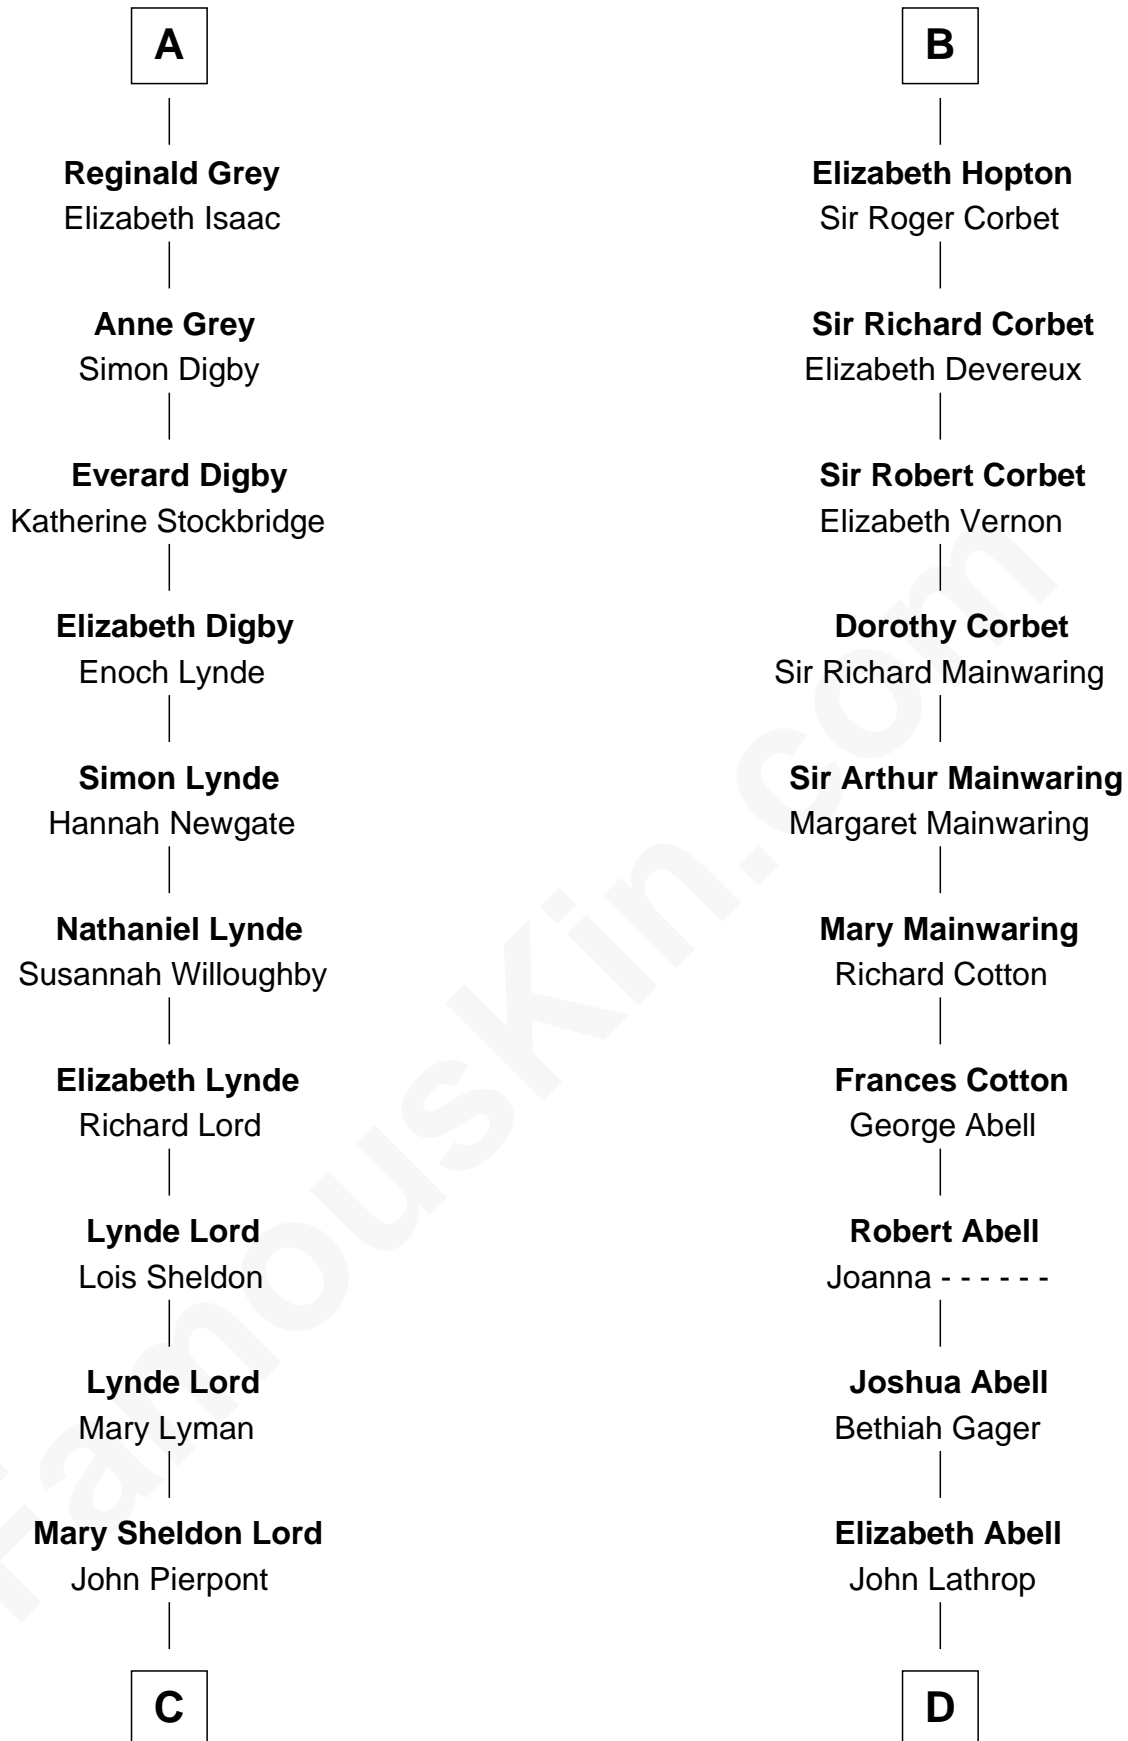 A
Reginald Grey
Elizabeth Isaac
Anne Grey
Simon Digby
Everard Digby
Katherine Stockbridge
Elizabeth Digby
Enoch Lynde
Simon Lynde
Hannah Newgate
Nathaniel Lynde
Susannah Willoughby
Elizabeth Lynde
Richard Lord
Lynde Lord
Lois Sheldon
Lynde Lord
Mary Lyman
Mary Sheldon Lord
John Pierpont
C
B
Elizabeth Hopton
Sir Roger Corbet
Sir Richard Corbet
Elizabeth Devereux
Sir Robert Corbet
Elizabeth Vernon
Dorothy Corbet
Sir Richard Mainwaring
Sir Arthur Mainwaring
Margaret Mainwaring
Mary Mainwaring
Richard Cotton
Frances Cotton
George Abell
Robert Abell
Joanna - - - - - -
Joshua Abell
Bethiah Gager
Elizabeth Abell
John Lathrop
D
FamousKin.com